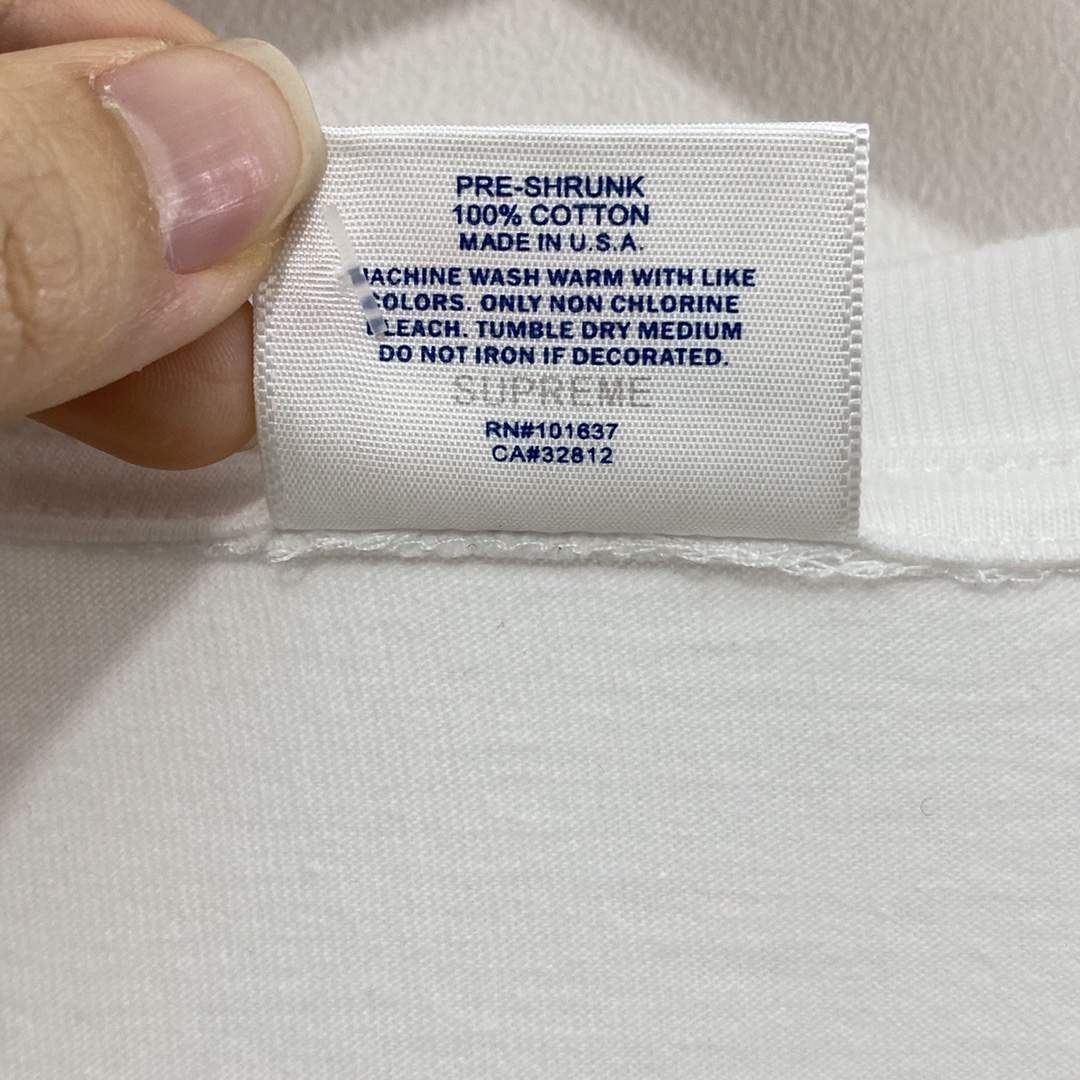 PRE-SHRUNK
100% COTTON
MADE IN U.S.A.
MACHINE WASH WARM WITH LIKE
COLORS. ONLY NON CHLORINE
BLEACH. TUMBLE DRY MEDIUM
DO NOT IRON IF DECORATED.
SUPREME
RN#101837
CA#32812